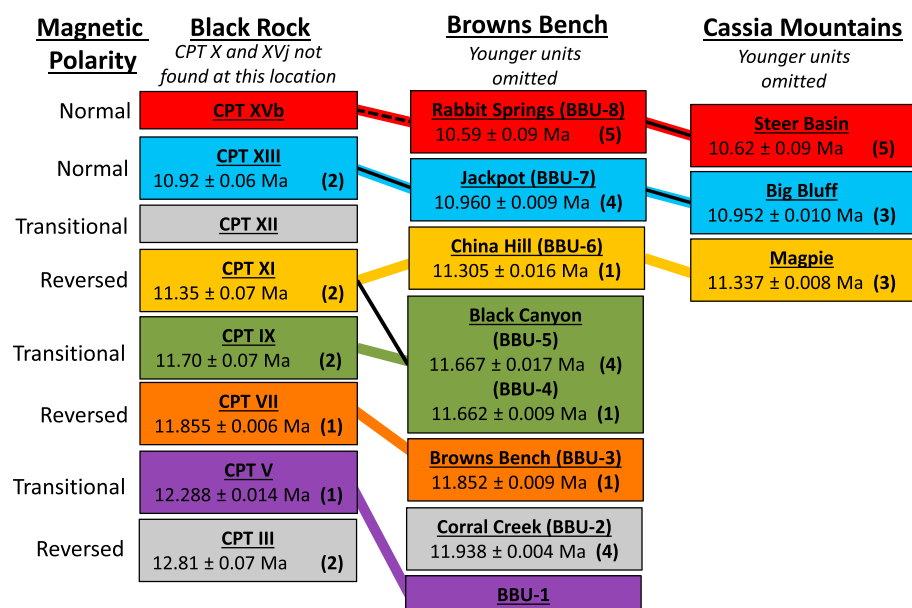 Magnetic
Polarity
Normal
Normal
Transitional
Reversed
Transitional
Reversed
Transitional
Reversed
Black Rock
CPT X and XVj not
found at this location
CPT XVb
CPT XIII
10.92 ± 0.06 Ma (2)
CPT XII
CPT XI
11.35 ± 0.07 Ma (2)
CPT IX
11.70 ± 0.07 Ma (2)
CPT VII
11.855 ± 0.006 Ma (1)
CPT V
12.288 ± 0.014 Ma (1)
CPT III
12.81 ± 0.07 Ma (2)
Browns Bench
Younger units
omitted
Rabbit Springs (BBU-8)
10.59 ± 0.09 Ma (5)
Jackpot (BBU-7)
10.960 ± 0.009 Ma (4)
China Hill (BBU-6)
11.305 ± 0.016 Ma (1)
Black Canyon
(BBU-5)
11.667 ± 0.017 Ma (4)
(BBU-4)
11.662 ± 0.009 Ma (1)
Browns Bench (BBU-3)
11.852 ± 0.009 Ma (1)
Corral Creek (BBU-2)
11.938 ± 0.004 Ma (4)
BBU-1
Cassia Mountains
Younger units
omitted
Steer Basin
10.62 ± 0.09 Ma (5)
Big Bluff
10.952 ± 0.010 Ma (3)
Magpie
11.337 ± 0.008 Ma (3)